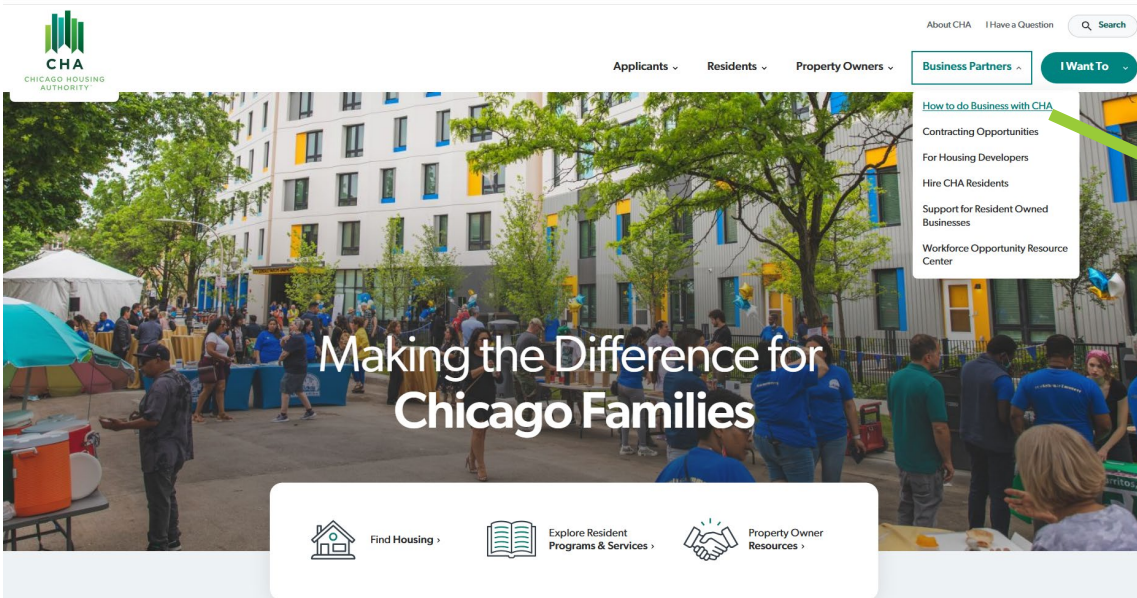 CHA
CHICAGO HOUSING
AUTHORITY
About CHA
I Have a Question
Search
Applicants
Residents
Property Owners
Business Partners
I Want To
How to do Business with CHA
Contracting Opportunities
For Housing Developers
Hire CHA Residents
Support for Resident Owned
Businesses
Workforce Opportunity Resource
Center
Making the Difference for
Chicago Families
Find Housing ›
Explore Resident
Programs & Services ›
Property Owner
Resources ›